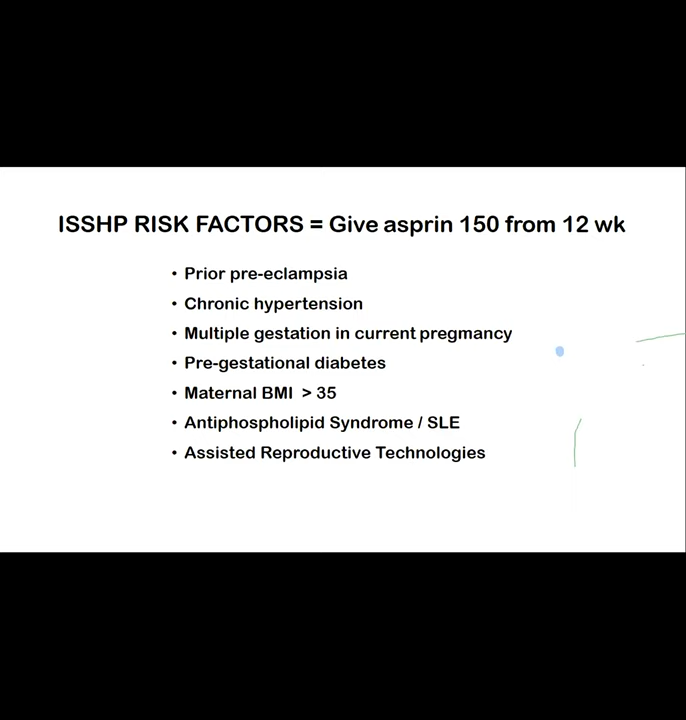 ISSHP RISK FACTORS = Give asprin 150 from 12 wk
• Prior pre-eclampsia
• Chronic hypertension
• Multiple gestation in current pregmancy
• Pre-gestational diabetes
• Maternal BMI > 35
• Antiphospholipid Syndrome / SLE
• Assisted Reproductive Technologies